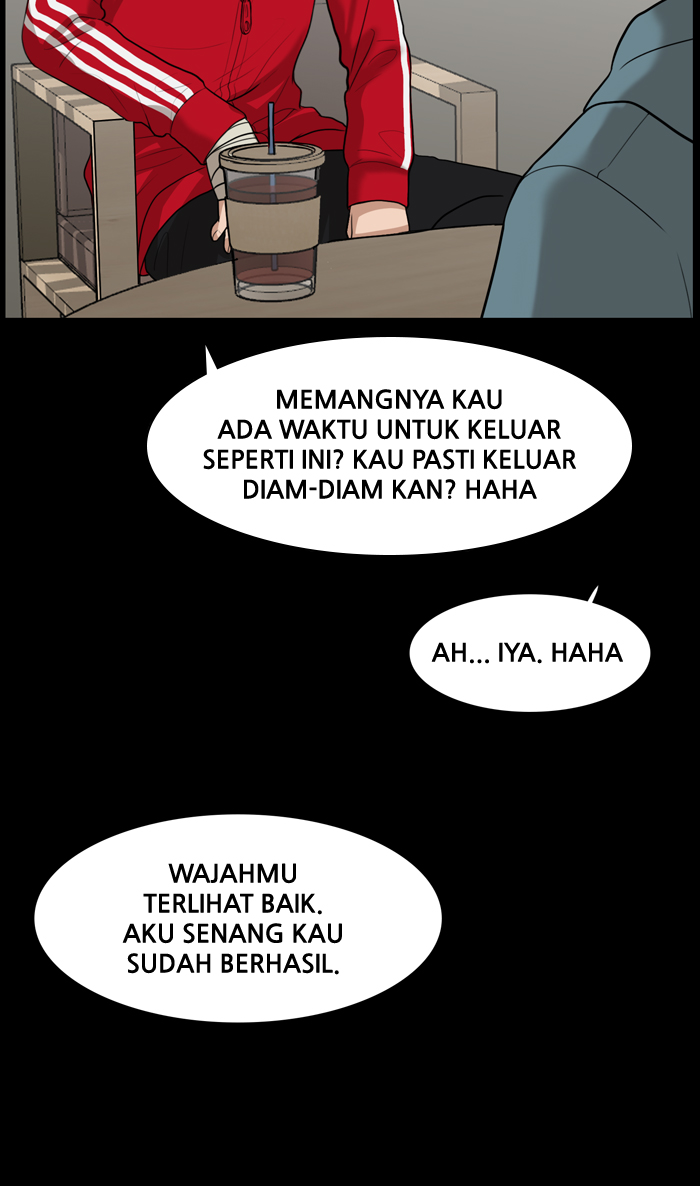 MEMANGNYA KAU
ADA WAKTU UNTUK KELUAR
SEPERTI INI? KAU PASTI KELUAR
DIAM-DIAM KAN? HAHA
AH... IYA. HAHA
WAJAHMU
TERLIHAT BAIK.
AKU SENANG KAU
SUDAH BERHASIL.